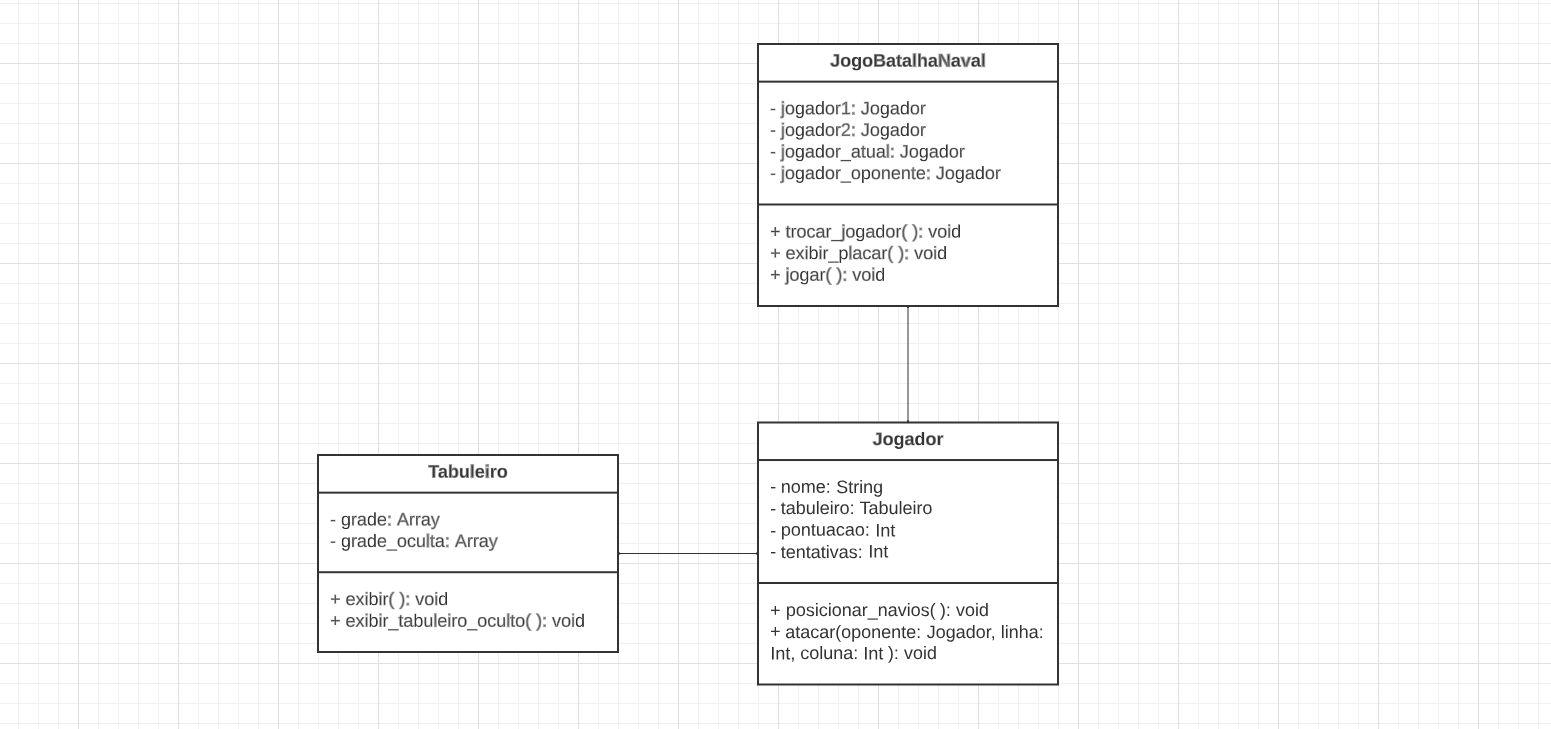 JogoBatalhaNaval
- jogador1: Jogador
- jogador2: Jogador
- jogador_atual: Jogador
- jogador_oponente: Jogador
+ trocar_jogador( ): void
+ exibir_placar( ): void
+ jogar( ): void
Tabuleiro
- grade: Array
- grade_oculta: Array
+ exibir( ): void
+ exibir_tabuleiro_oculto( ): void
Jogador
- nome: String
- tabuleiro: Tabuleiro
- pontuacao: Int
- tentativas: Int
+ posicionar_navios( ): void
+ atacar(oponente: Jogador, linha:
Int, coluna: Int ): void